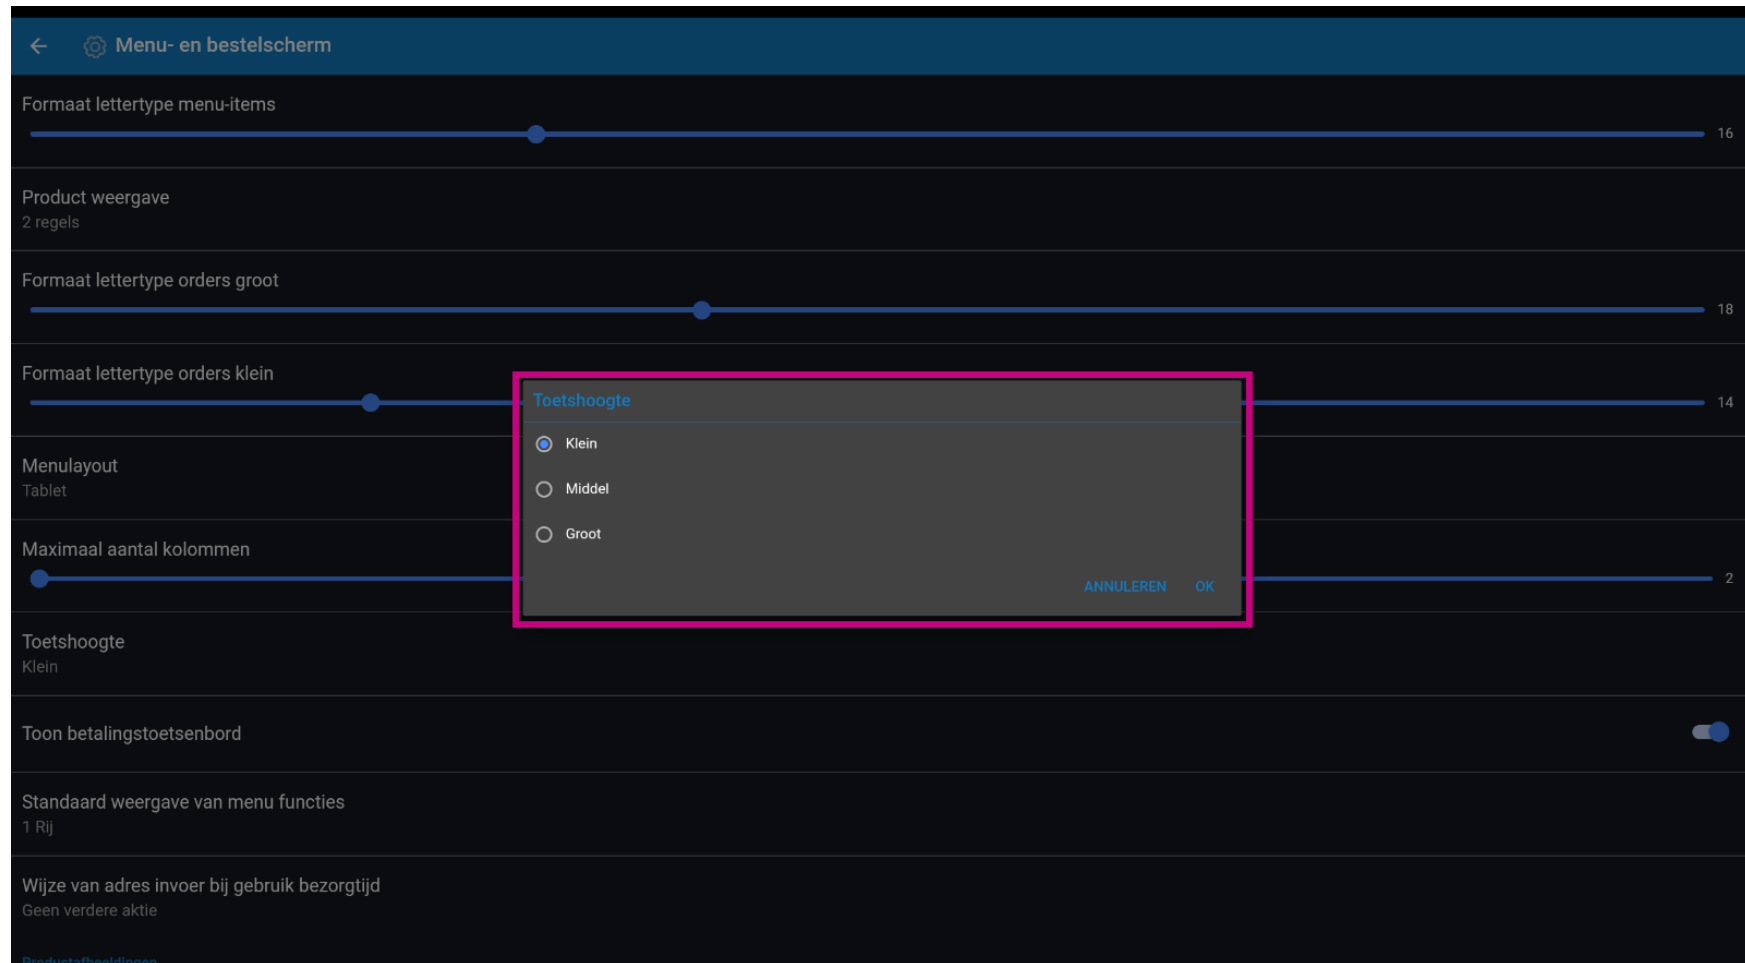 Menu- en bestelscherm
Formaat lettertype menu-items
16
Product weergave
2 regels
Formaat lettertype orders groot
18
Formaat lettertype orders klein
14
Toetshoogte
Klein
Middel
Groot
ANNULEREN OK
Menulayout
Tablet
Maximaal aantal kolommen
2
Toetshoogte
Klein
Toon betalingstoetsenbord
Standaard weergave van menu functies
1 Rij
Wijze van adres invoer bij gebruik bezorgtijd
Geen verdere aktie
Productafbeeldingen